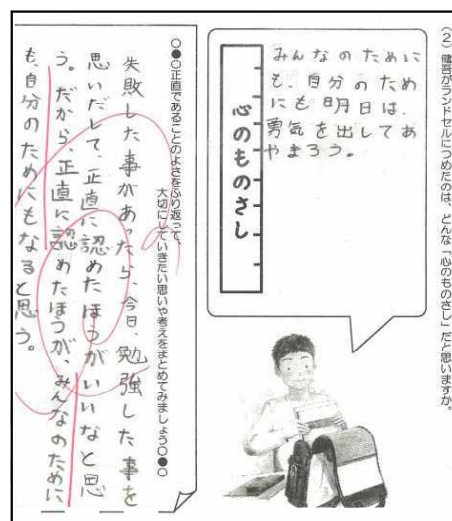 (2) 健吾がランドセルにつめたのは、どんな「心のものさし」だと思いますか。
みんなのために
も、自分のため
にも明日は、
勇気を出してあ
やまろう。
心のものさし
○●○正直であることのよさをふり返って、
大切にしていきたい思いや考えをまとめてみましょう○●○
失敗した事があったら、今日、勉強した事を
思いだして、正直に認めたほうがいいなと思
う。だから、正直に認めたほうが、みんなのために
も、自分のためにもなると思う。